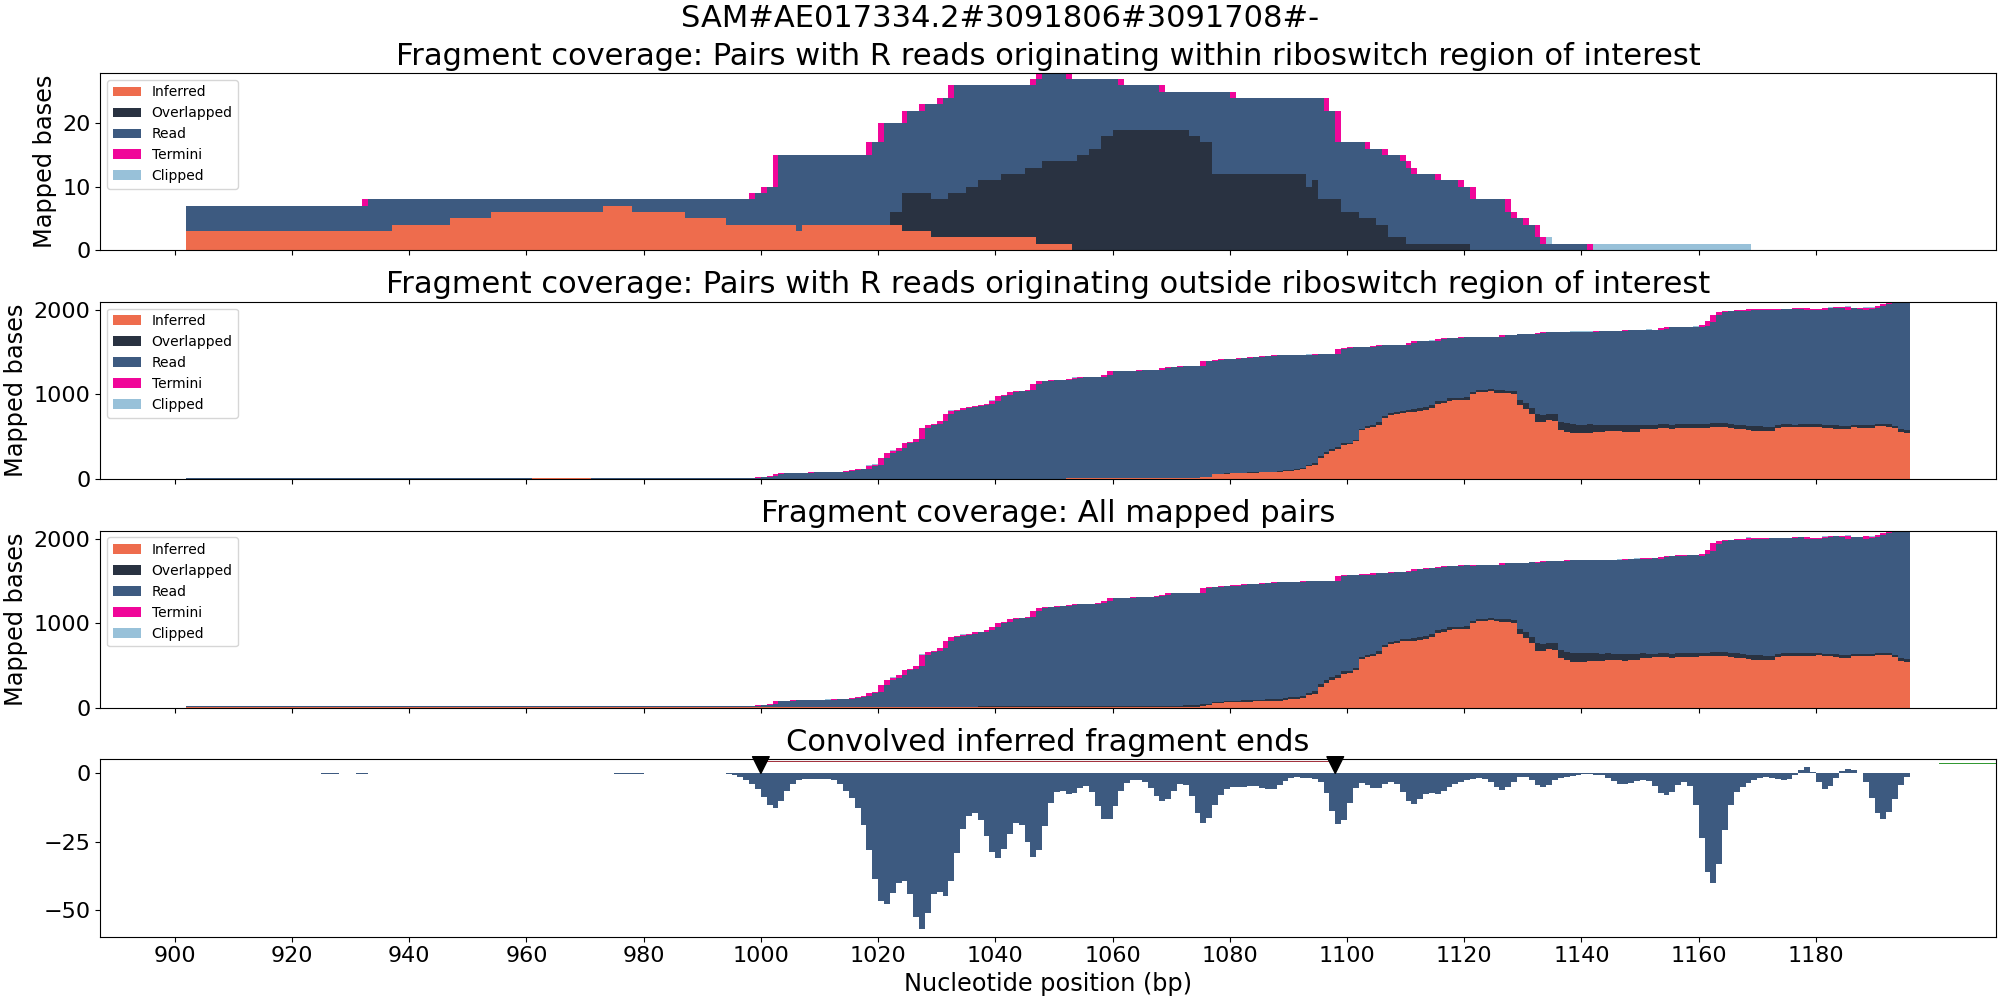 SAM#AE017334.2#3091806#3091708#-
Fragment coverage: Pairs with R reads originating within riboswitch region of interest
Mapped bases
20
10
0
Inferred
Overlapped
Read
Termini
Clipped
Fragment coverage: Pairs with R reads originating outside riboswitch region of interest
Mapped bases
2000
1000
0
Inferred
Overlapped
Read
Termini
Clipped
Fragment coverage: All mapped pairs
Mapped bases
2000
1000
0
Inferred
Overlapped
Read
Termini
Clipped
Convolved inferred fragment ends
0
−25
−50
900 920 940 960 980 1000 1020 1040 1060 1080 1100 1120 1140 1160 1180
Nucleotide position (bp)